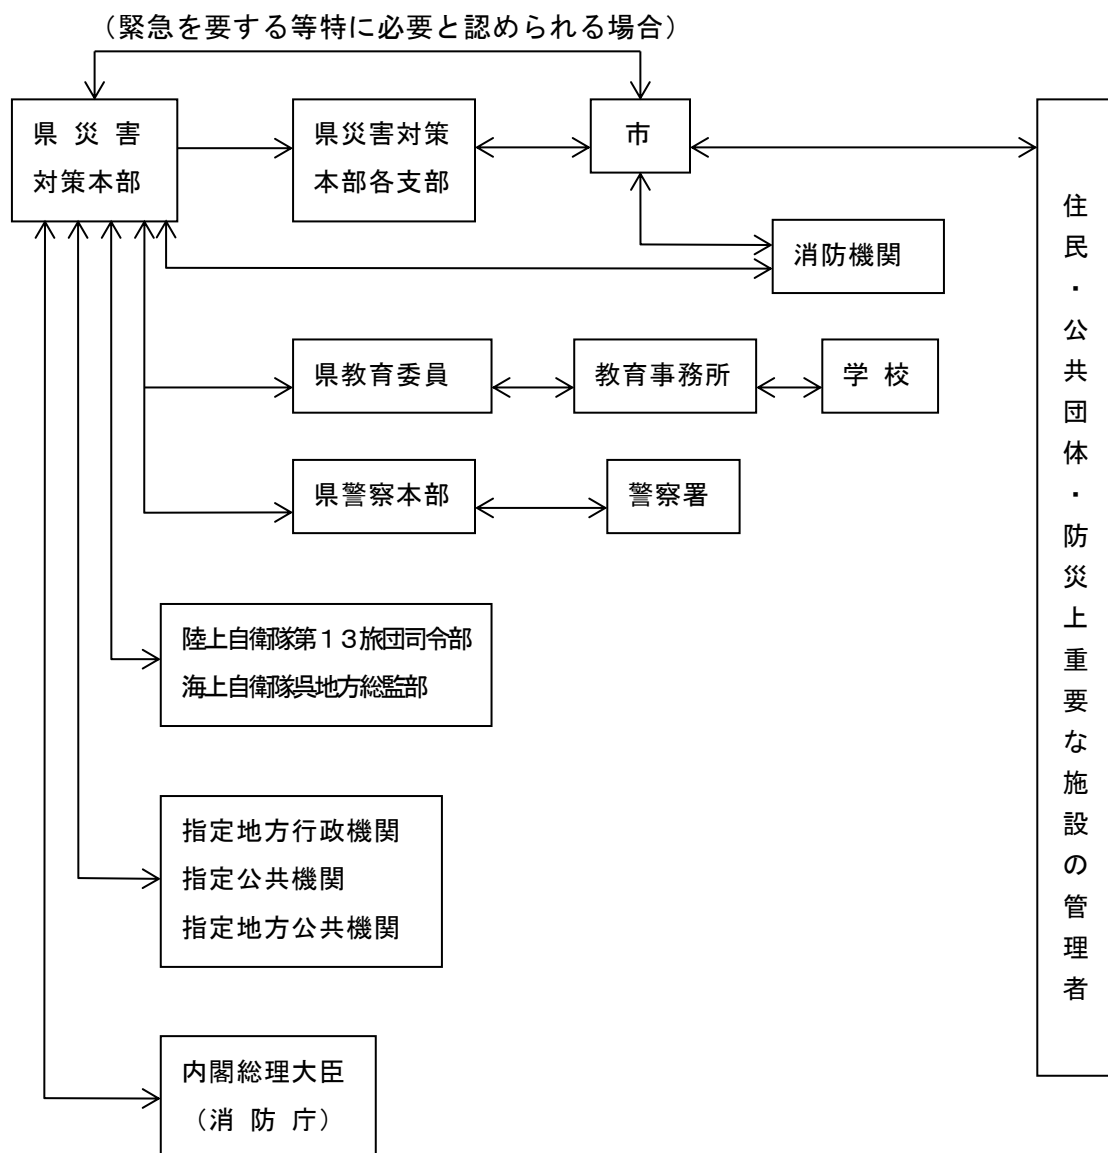 （緊急を要する等特に必要と認められる場合）
県 災 害
対策本部
県災害対策
本部各支部
市
消防機関
県教育委員
教育事務所
学 校
県警察本部
警察署
陸上自衛隊第１３旅団司令部
海上自衛隊呉地方総監部
指定地方行政機関
指定公共機関
指定地方公共機関
内閣総理大臣
（消 防 庁）
住民・公共団体・防災上重要な施設の管理者